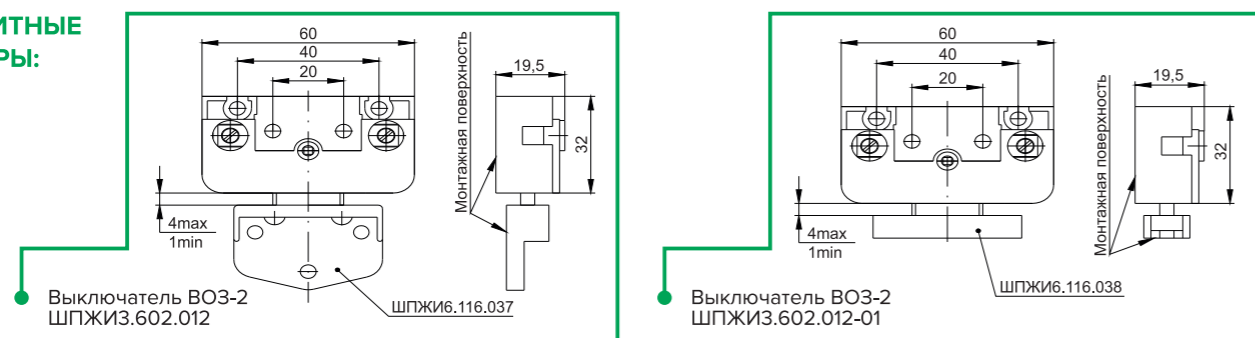 ИТНЫЕ
РЫ:
60
40
20
19,5
32
Монтажная поверхность
4max
1min
ШПЖИ6.116.037
Выключатель ВОЗ-2
ШПЖИЗ.602.012
60
40
20
19,5
32
Монтажная поверхность
4max
1min
ШПЖИ6.116.038
Выключатель ВОЗ-2
ШПЖИЗ.602.012-01